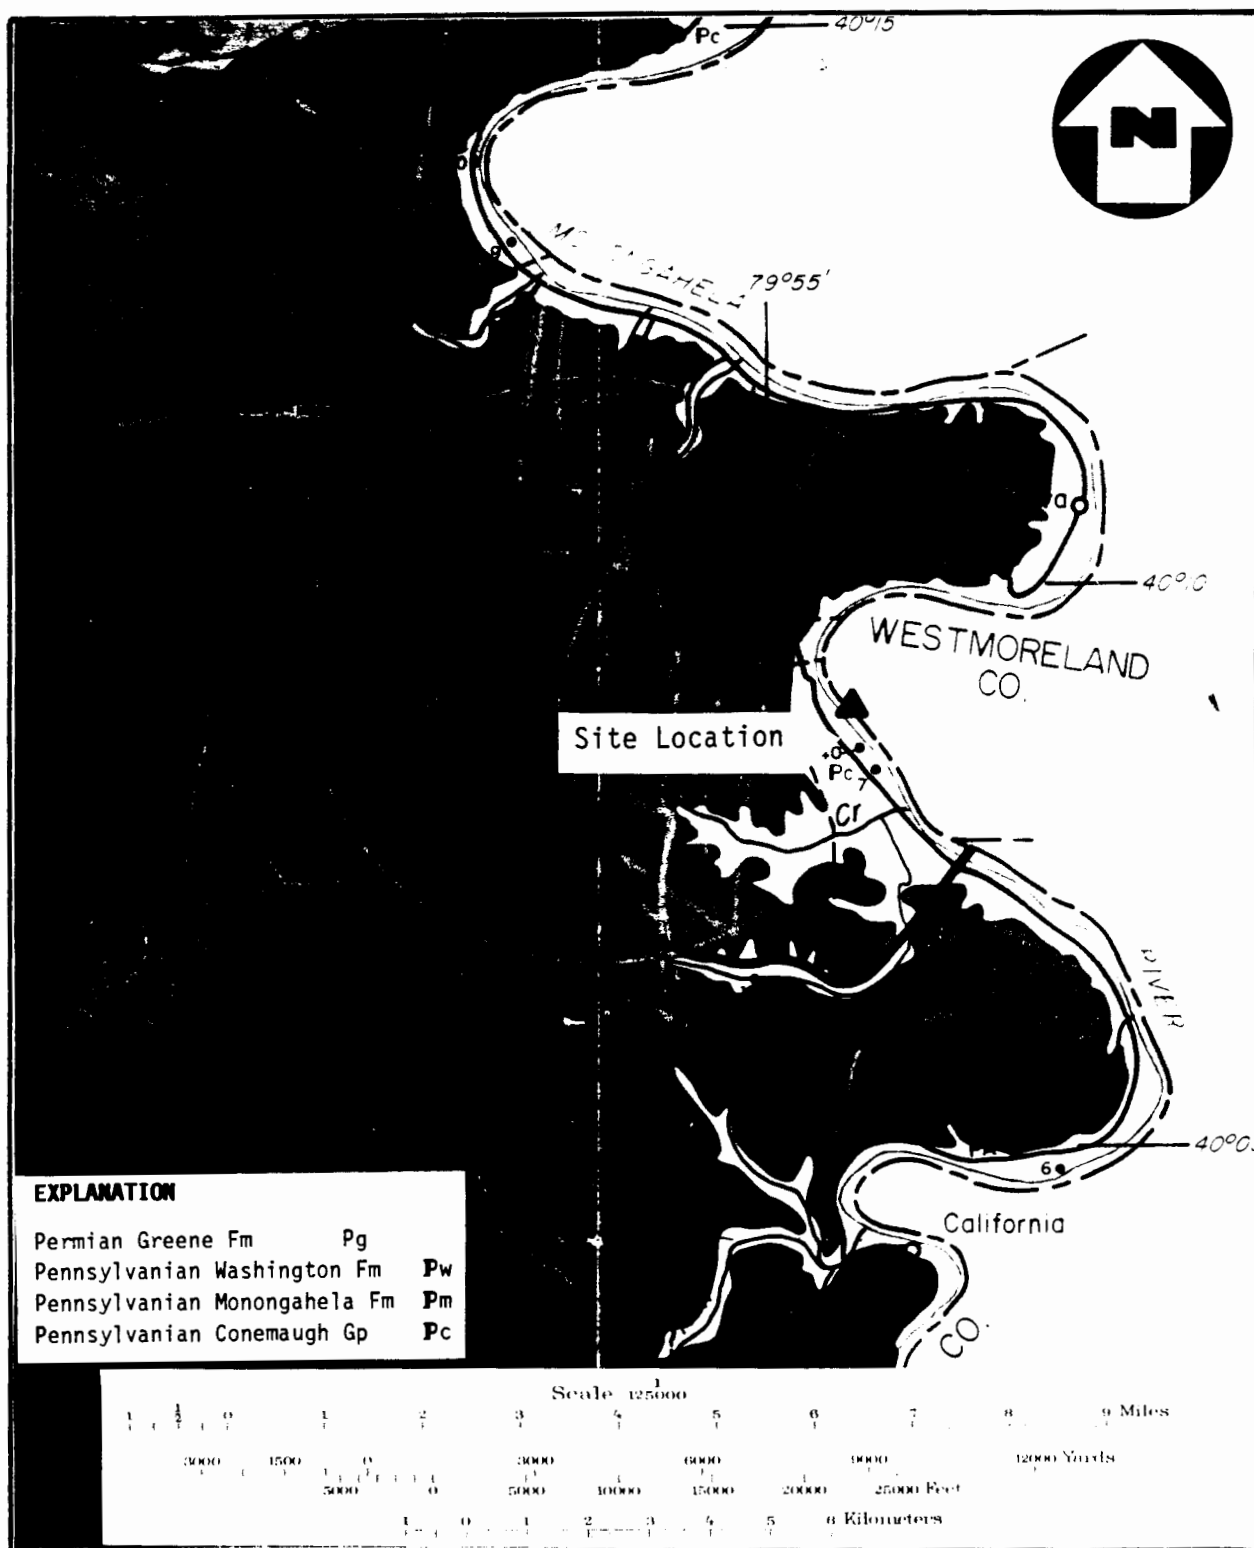 Pc
40°15
N
79°55'
a
40°10
WESTMORELAND
CO.
Site Location
Pc
7
Cr
RIVER
6
California
CO.
EXPLANATION
Permian Greene Fm Pg
Pennsylvanian Washington Fm Pw
Pennsylvanian Monongahela Fm Pm
Pennsylvanian Conemaugh Gp Pc
Scale 1/125000
1 1/2 0 1 2 3 4 5 6 7 8 9 Miles
3000 1500 0 3000 6000 9000 12000 Yards
5000 0 5000 10000 15000 20000 25000 Feet
1 0 1 2 3 4 5 6 Kilometers